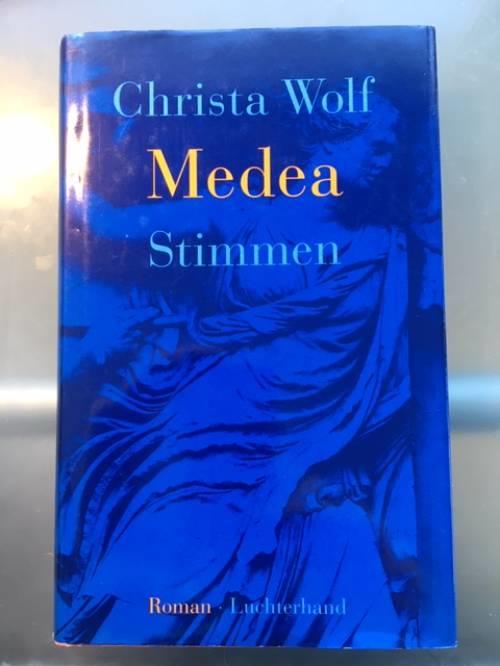 Christa Wolf
Medea
Stimmen
Roman · Luchterhand